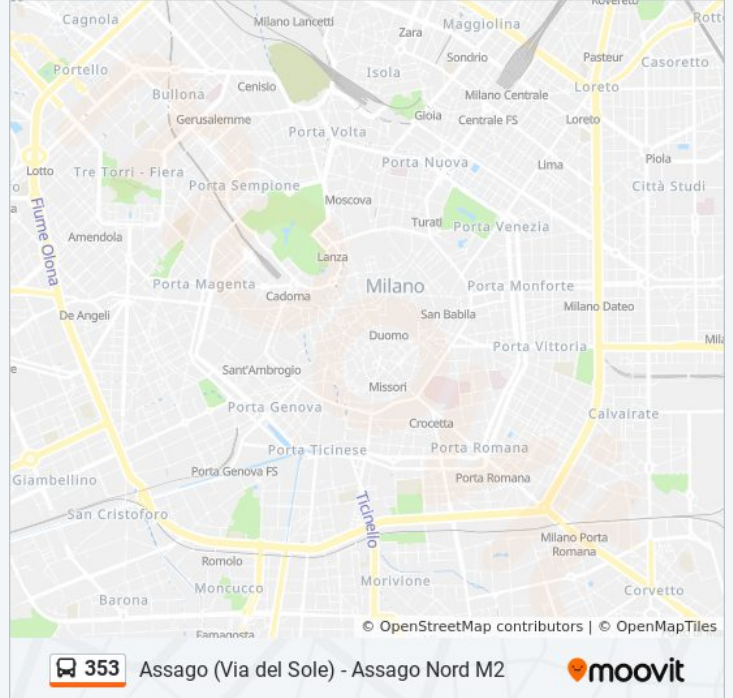 Rovereto
Cagnola
Milano Lancetti
Maggiolina
Zara
Sondrio
Pasteur
Casoretto
Portello
Isola
Cenisio
Loreto
Bullona
Milano Centrale
Gerusalemme
Gioia
Centrale FS
Loreto
Porta Volta
Piola
Porta Nuova
Lima
Lotto
Tre Torri - Fiera
Porta Sempione
Città Studi
Moscova
Turati
Porta Venezia
Fiume Olona
Amendola
Lanza
Porta Magenta
Milano
Porta Monforte
Cadorna
San Babila
Milano Dateo
De Angeli
Duomo
Porta Vittoria
Sant'Ambrogio
Missori
Porta Genova
Calvairate
Crocetta
Porta Ticinese
Porta Romana
Giambellino
Porta Genova FS
Porta Romana
San Cristoforo
Ticinello
Milano Porta
Romana
Romolo
Morivione
Moncucco
Corvetto
Barona
Famagosta
© OpenStreetMap contributors | © OpenMapTiles
353 Assago (Via del Sole) - Assago Nord M2
moovit